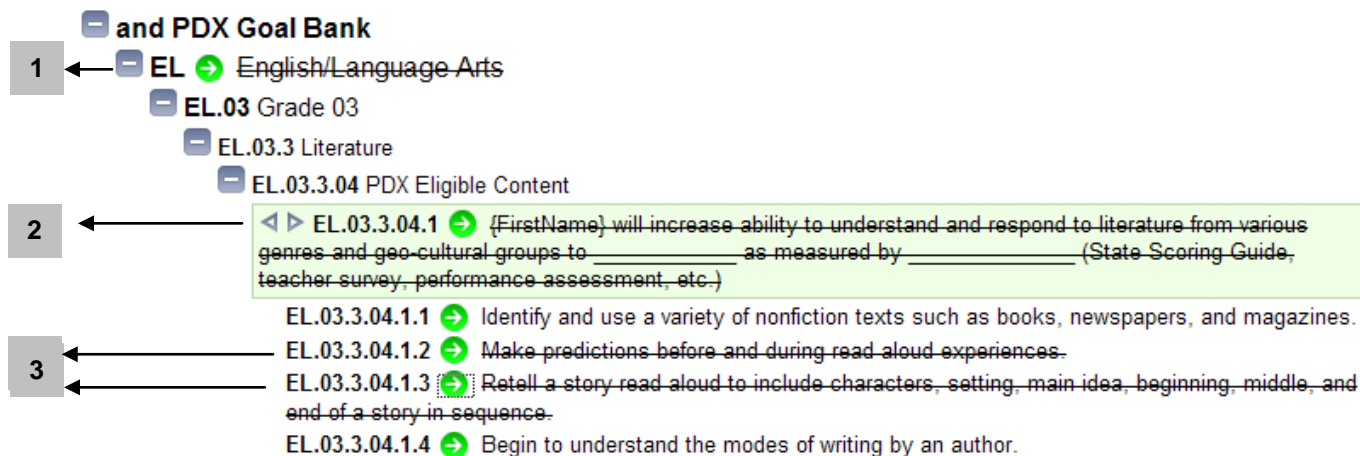 and PDX Goal Bank
1 EL English/Language Arts
EL.03 Grade 03
EL.03.3 Literature
EL.03.3.04 PDX Eligible Content
2 EL.03.3.04.1 {FirstName} will increase ability to understand and respond to literature from various
genres and geo-cultural groups to ____________ as measured by ______________ (State Scoring Guide,
teacher survey, performance assessment, etc.)
EL.03.3.04.1.1 Identify and use a variety of nonfiction texts such as books, newspapers, and magazines.
EL.03.3.04.1.2 Make predictions before and during read aloud experiences.
3 EL.03.3.04.1.3 Retell a story read aloud to include characters, setting, main idea, beginning, middle, and
end of a story in sequence.
EL.03.3.04.1.4 Begin to understand the modes of writing by an author.